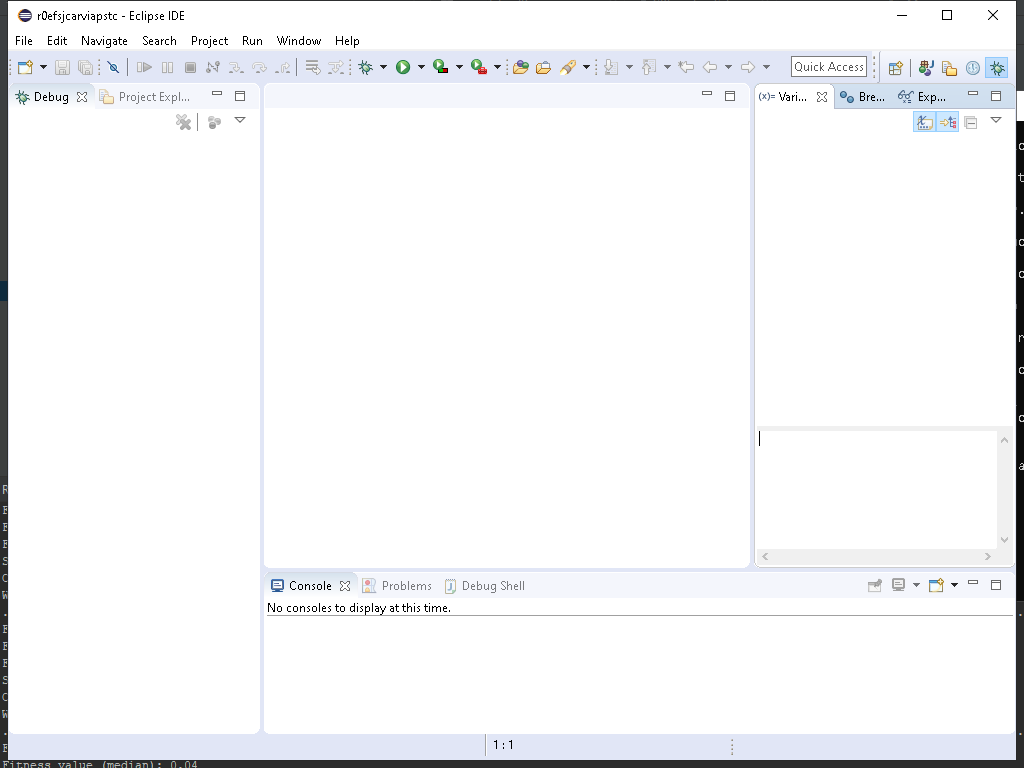 r0efsjcarviapstc - Eclipse IDE
File Edit Navigate Search Project Run Window Help
Quick Access
Debug Project Expl... (x)= Vari... Bre... Exp...
Console Problems Debug Shell
No consoles to display at this time.
1 : 1
Fitness value (median): 0.04